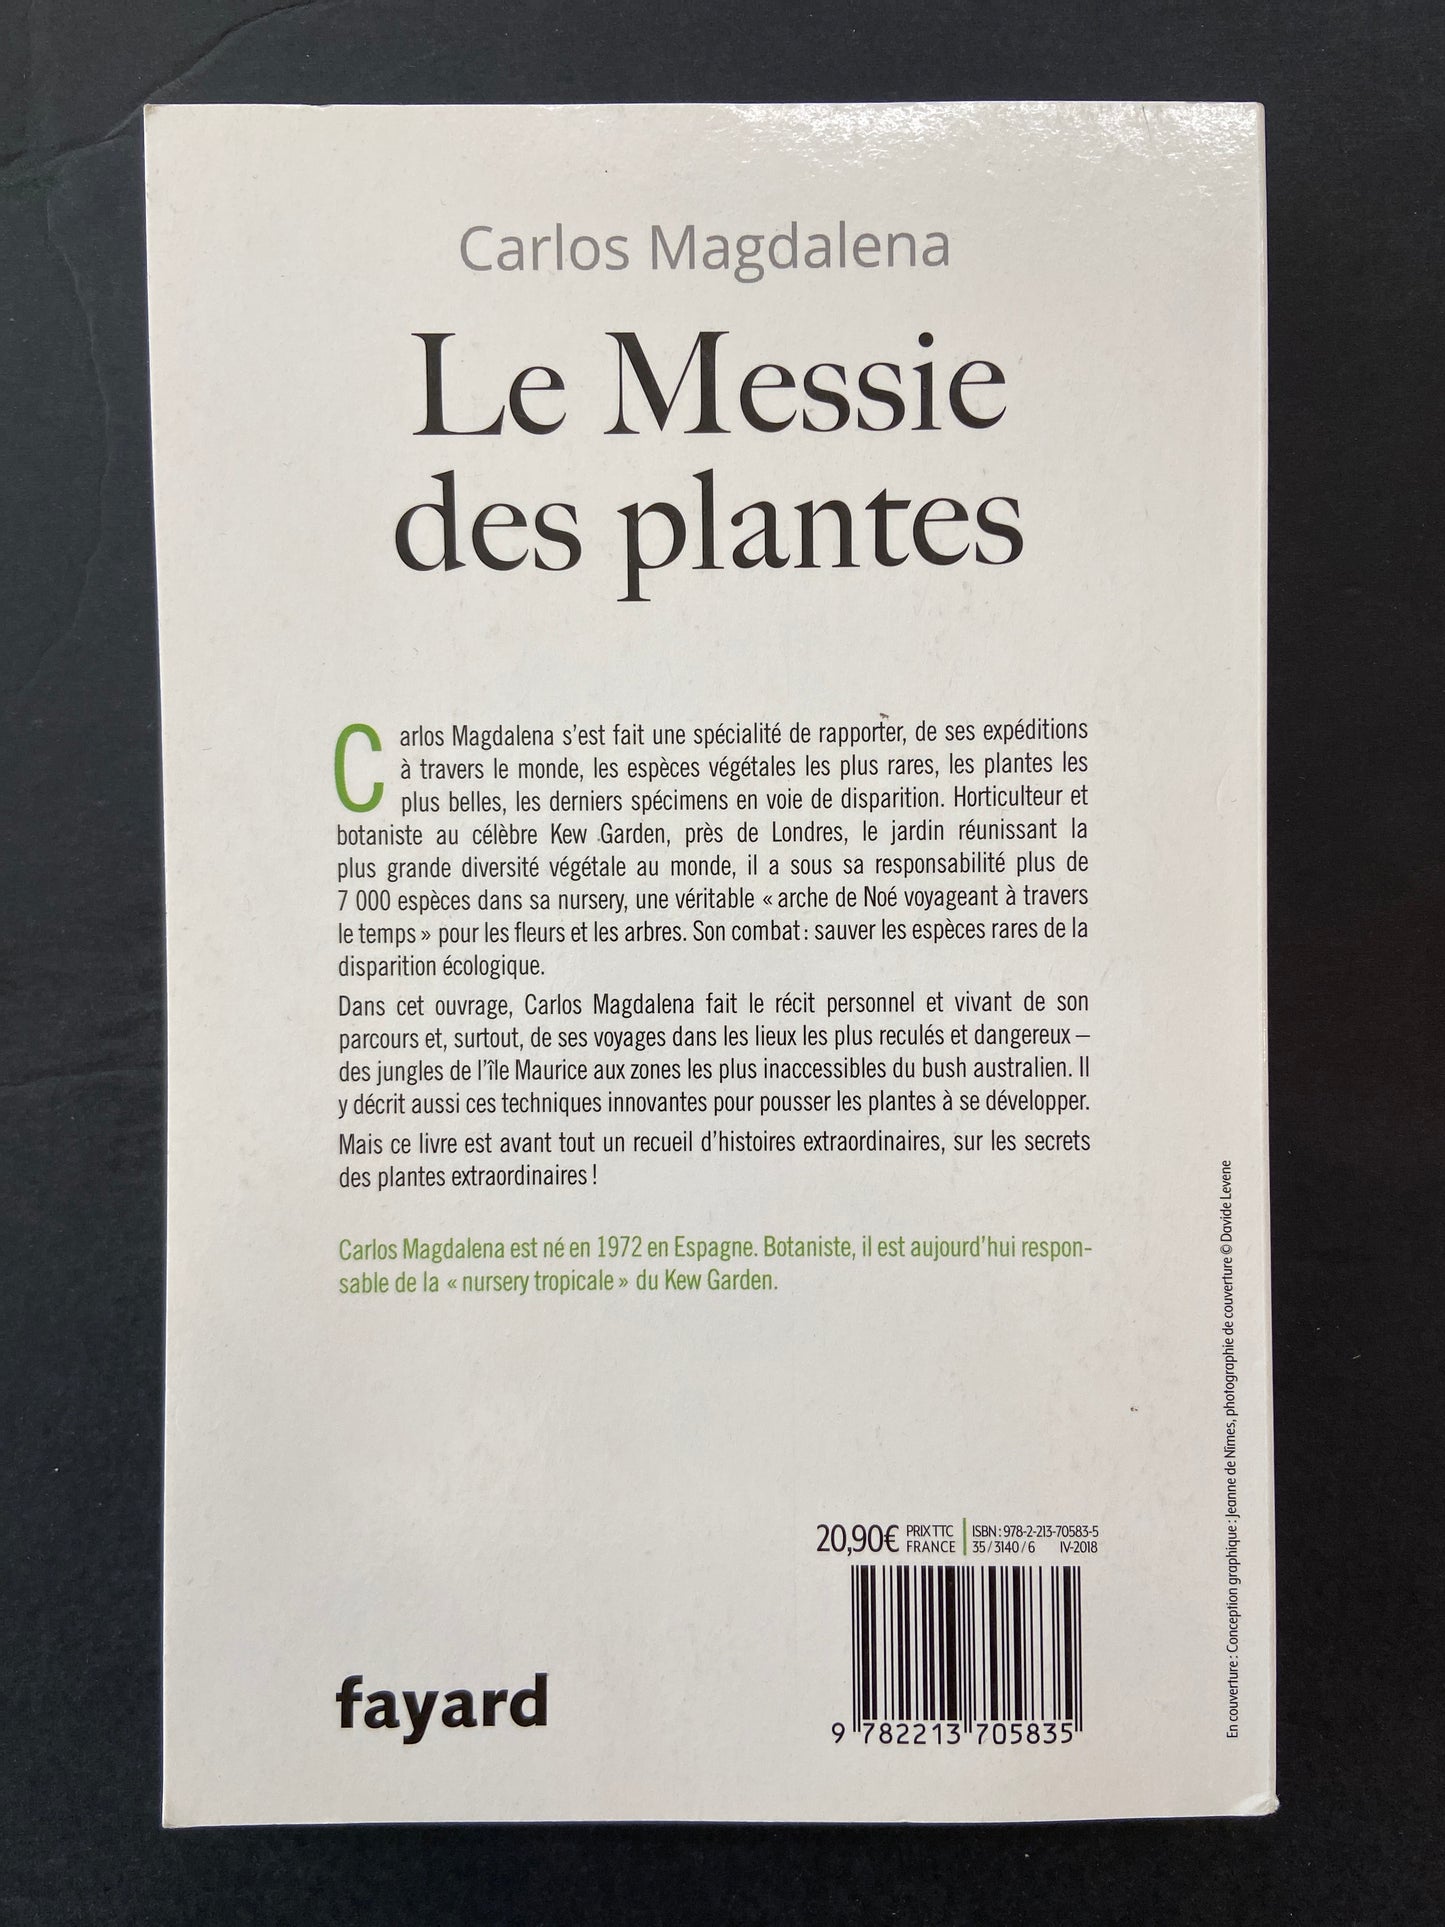 Carlos Magdalena
Le Messie
des plantes
Carlos Magdalena s’est fait une spécialité de rapporter, de ses expéditions
à travers le monde, les espèces végétales les plus rares, les plantes les
plus belles, les derniers spécimens en voie de disparition. Horticulteur et
botaniste au célèbre Kew Garden, près de Londres, le jardin réunissant la
plus grande diversité végétale au monde, il a sous sa responsabilité plus de
7 000 espèces dans sa nursery, une véritable « arche de Noé voyageant à travers
le temps » pour les fleurs et les arbres. Son combat : sauver les espèces rares de la
disparition écologique.
Dans cet ouvrage, Carlos Magdalena fait le récit personnel et vivant de son
parcours et, surtout, de ses voyages dans les lieux les plus reculés et dangereux –
des jungles de l’île Maurice aux zones les plus inaccessibles du bush australien. Il
y décrit aussi ces techniques innovantes pour pousser les plantes à se développer.
Mais ce livre est avant tout un recueil d’histoires extraordinaires, sur les secrets
des plantes extraordinaires !
Carlos Magdalena est né en 1972 en Espagne. Botaniste, il est aujourd’hui respon-
sable de la « nursery tropicale » du Kew Garden.
20,90€ PRIX TTC FRANCE
ISBN : 978-2-213-70583-5
35 / 3140 / 6 IV-2018
9 782213 705835
fayard
En couverture : Conception graphique : Jeanne de Nîmes, photographie de couverture © Davide Levene